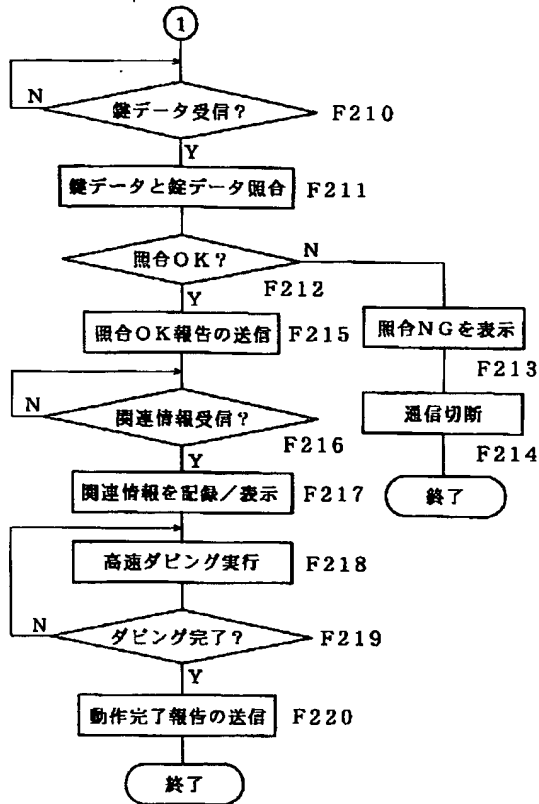 1
N
鍵データ受信?
F210
Y
鍵データと錠データ照合
F211
照合OK?
N
F212
Y
照合OK報告の送信
F215
照合NGを表示
F213
N
関連情報受信?
F216
通信切断
F214
Y
関連情報を記録/表示
F217
終了
高速ダビング実行
F218
N
ダビング完了?
F219
Y
動作完了報告の送信
F220
終了